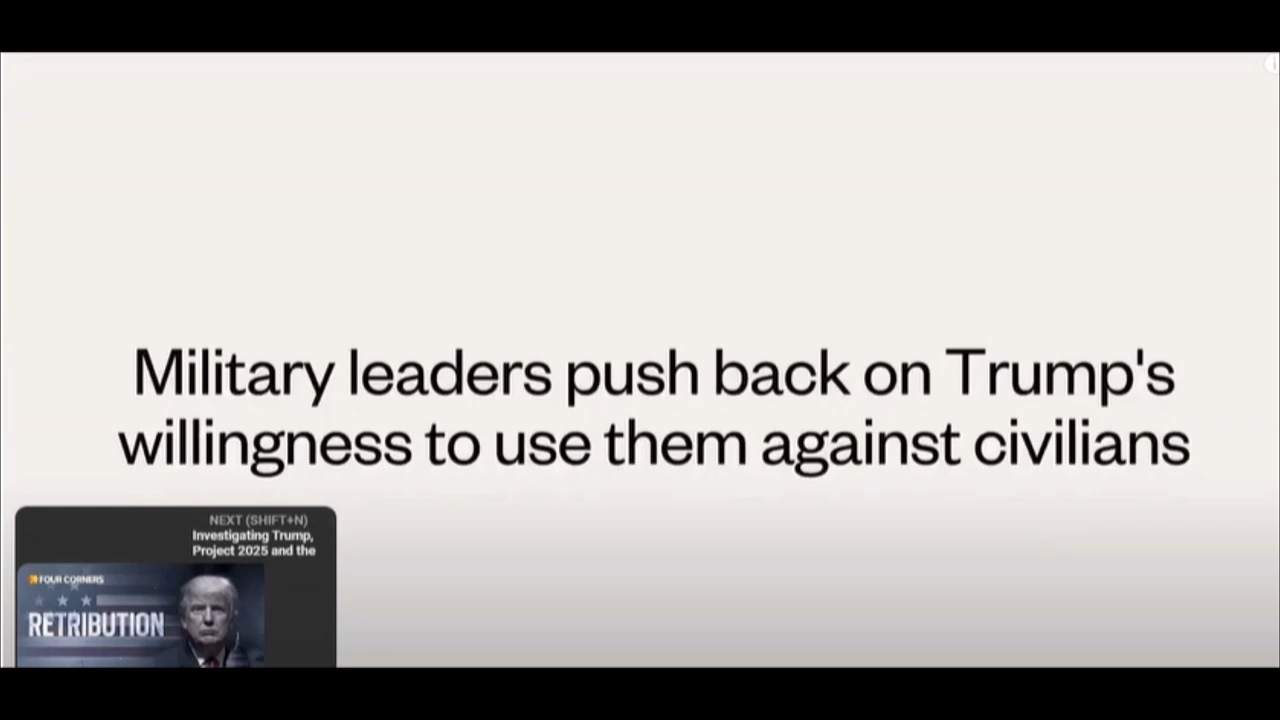 Military leaders push back on Trump's
willingness to use them against civilians
NEXT (SHIFT+N)
Investigating Trump,
Project 2025 and the
FOUR CORNERS
RETRIBUTION